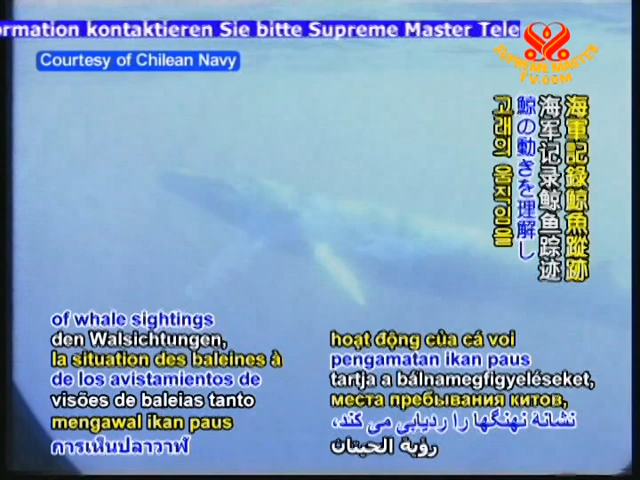 ormation kontaktieren Sie bitte Supreme Master Tele
SUPREME MASTER
TV.COM
Courtesy of Chilean Navy
海軍記錄鯨魚蹤跡
海军记录鲸鱼踪迹
鯨の動きを理解し
고래의 움직임을
of whale sightings
den Walsichtungen,
la situation des baleines à
de los avistamientos de
visões de baleias tanto
mengawal ikan paus
การเห็นปลาวาฬ
hoạt động của cá voi
pengamatan ikan paus
tartja a bálnamegfigyeléseket,
места пребывания китов,
نشانهٔ نهنگها را ردیابی می کند،
رؤية الحيتان